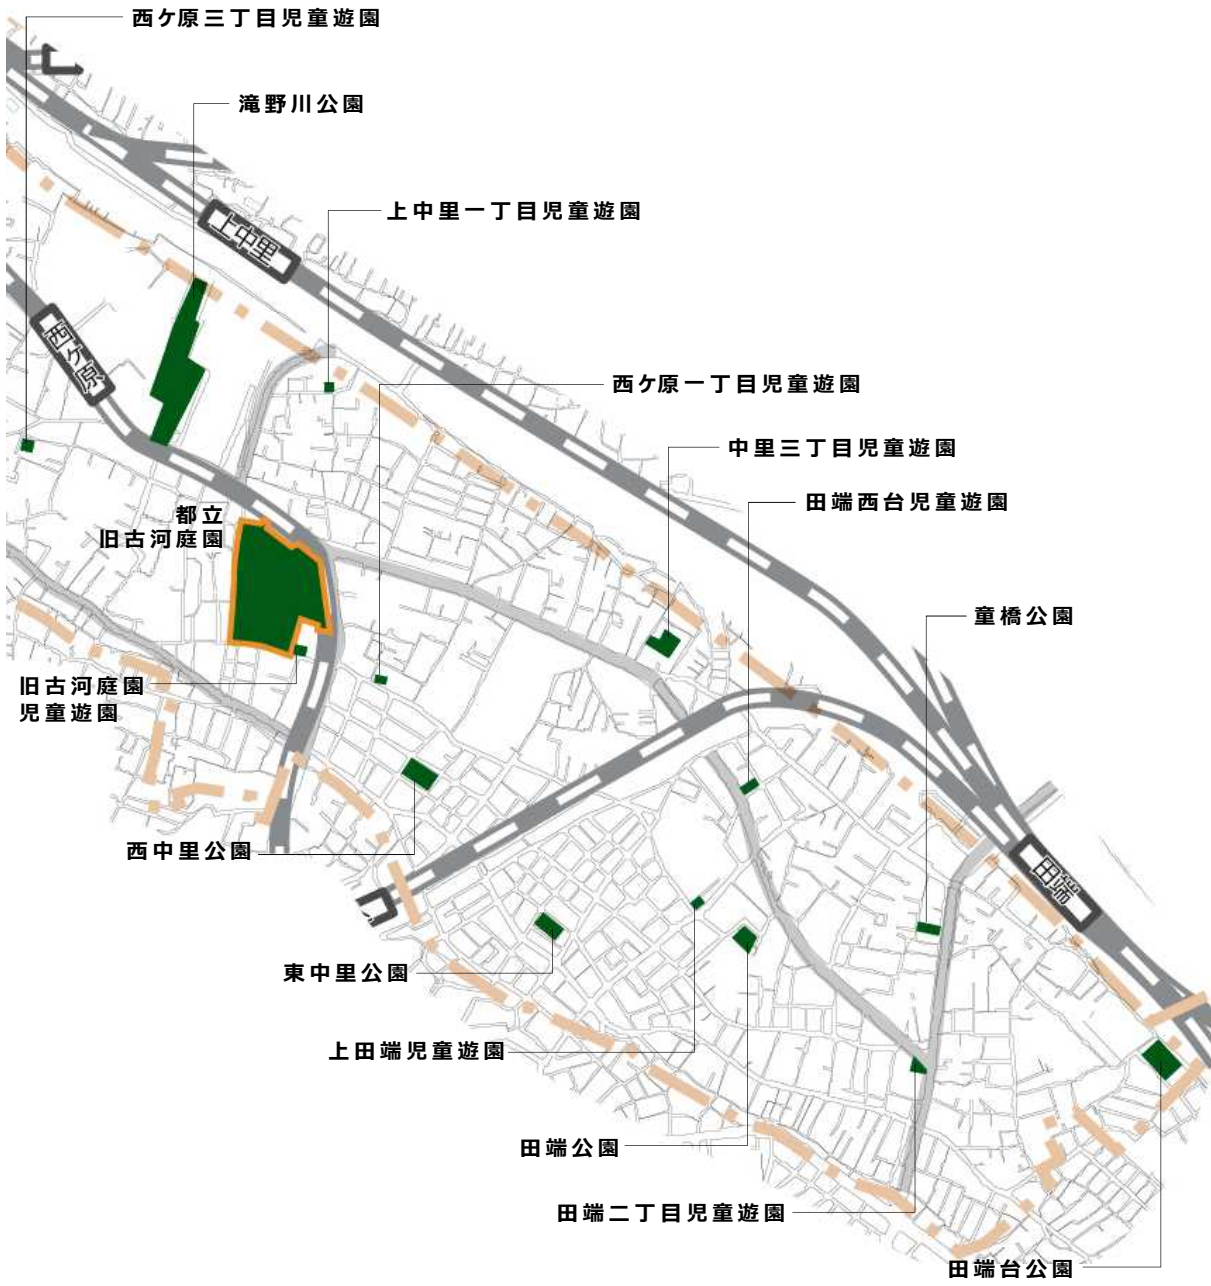 西ケ原三丁目児童遊園
滝野川公園
上中里一丁目児童遊園
上中里
西ケ原
西ケ原一丁目児童遊園
中里三丁目児童遊園
田端西台児童遊園
都立
旧古河庭園
童橋公園
旧古河庭園
児童遊園
西中里公園
田端
東中里公園
上田端児童遊園
田端公園
田端二丁目児童遊園
田端台公園